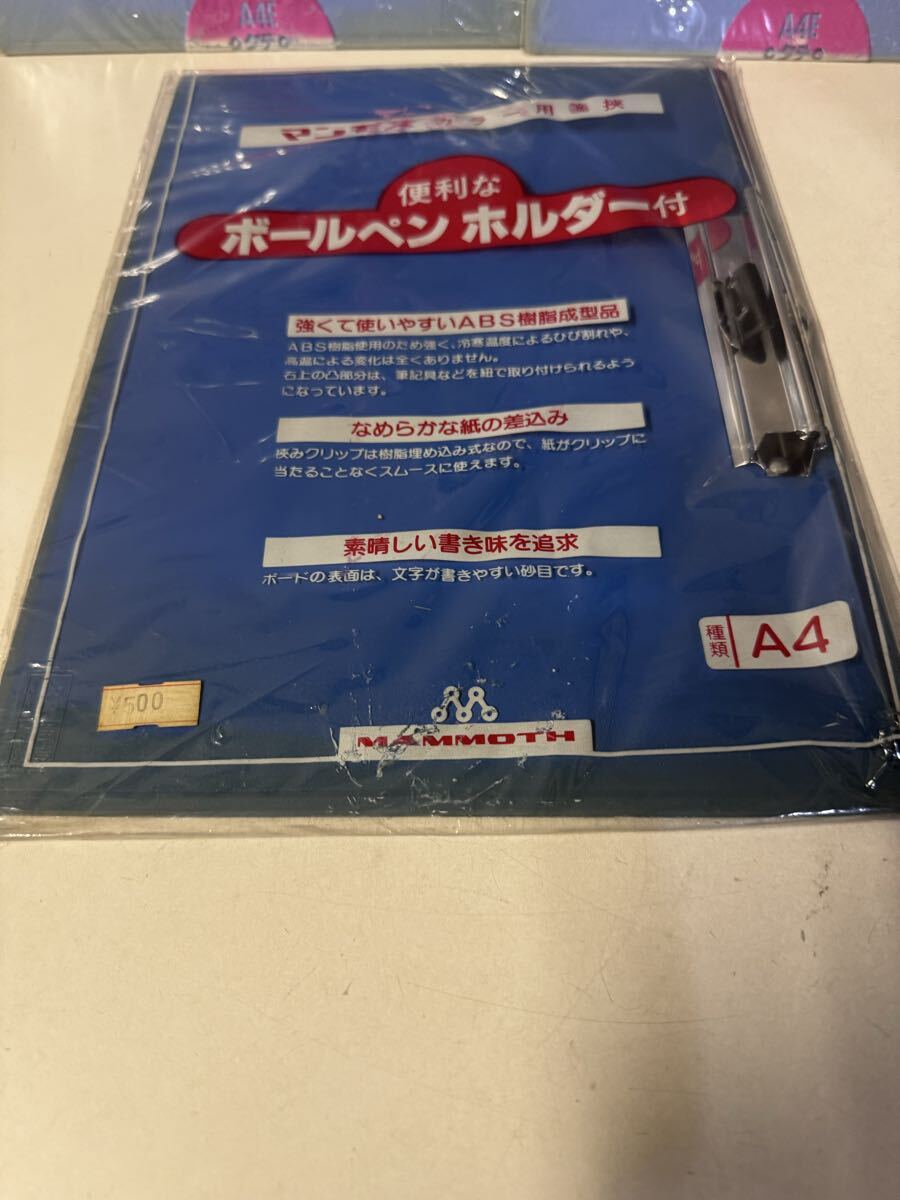 A4E
クテ
A4E
クテ
用箋挟
便利な
ボールペン ホルダー付
強くて使いやすいABS樹脂成型品
ABS樹脂使用のため強く、冷寒温度によるひび割れや、
高温による変化は全くありません。
右上の凸部分は、筆記具などを紐で取り付けられるよう
になっています。
なめらかな紙の差込み
挟みクリップは樹脂埋め込み式なので、紙がクリップに
当たることなくスムースに使えます。
素晴しい書き味を追求
ボードの表面は、文字が書きやすい砂目です。
種類 A4
¥500
MAMMOTH